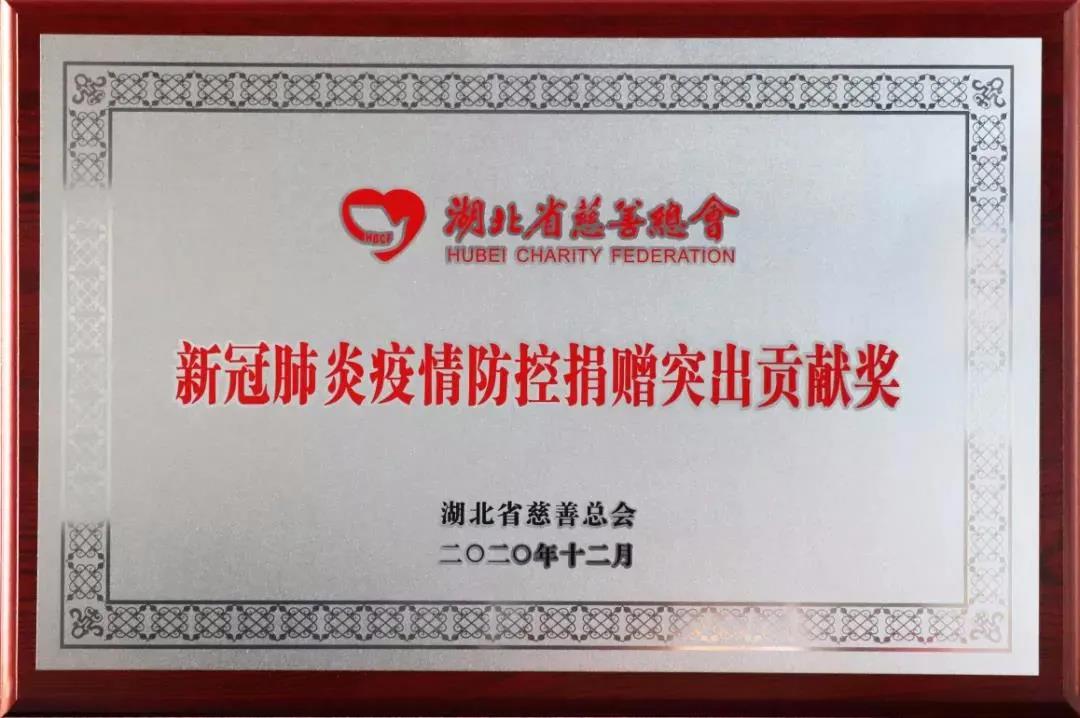 HBCF
湖北省慈善總會
HUBEI CHARITY FEDERATION
新冠肺炎疫情防控捐赠突出贡献奖
湖北省慈善总会
二〇二〇年十二月